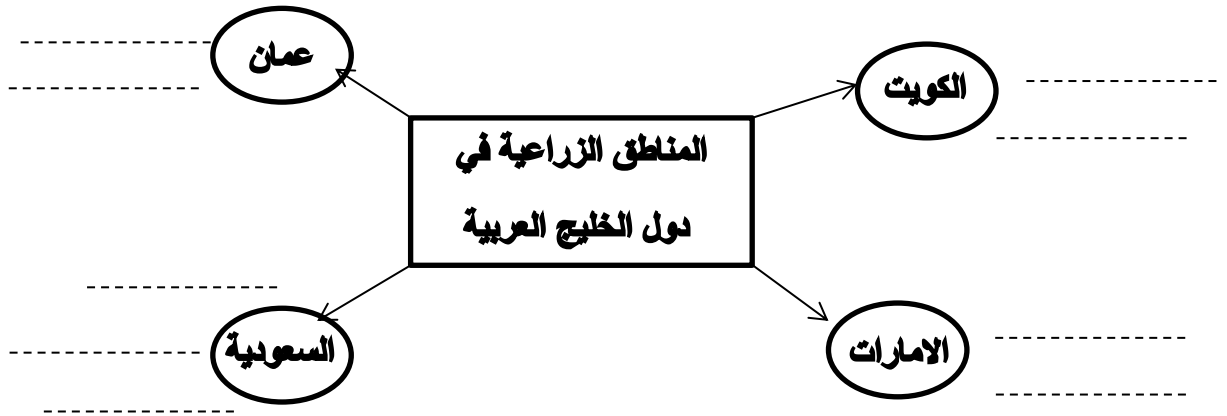 عمان
الكويت
المناطق الزراعية في
دول الخليج العربية
السعودية
الامارات